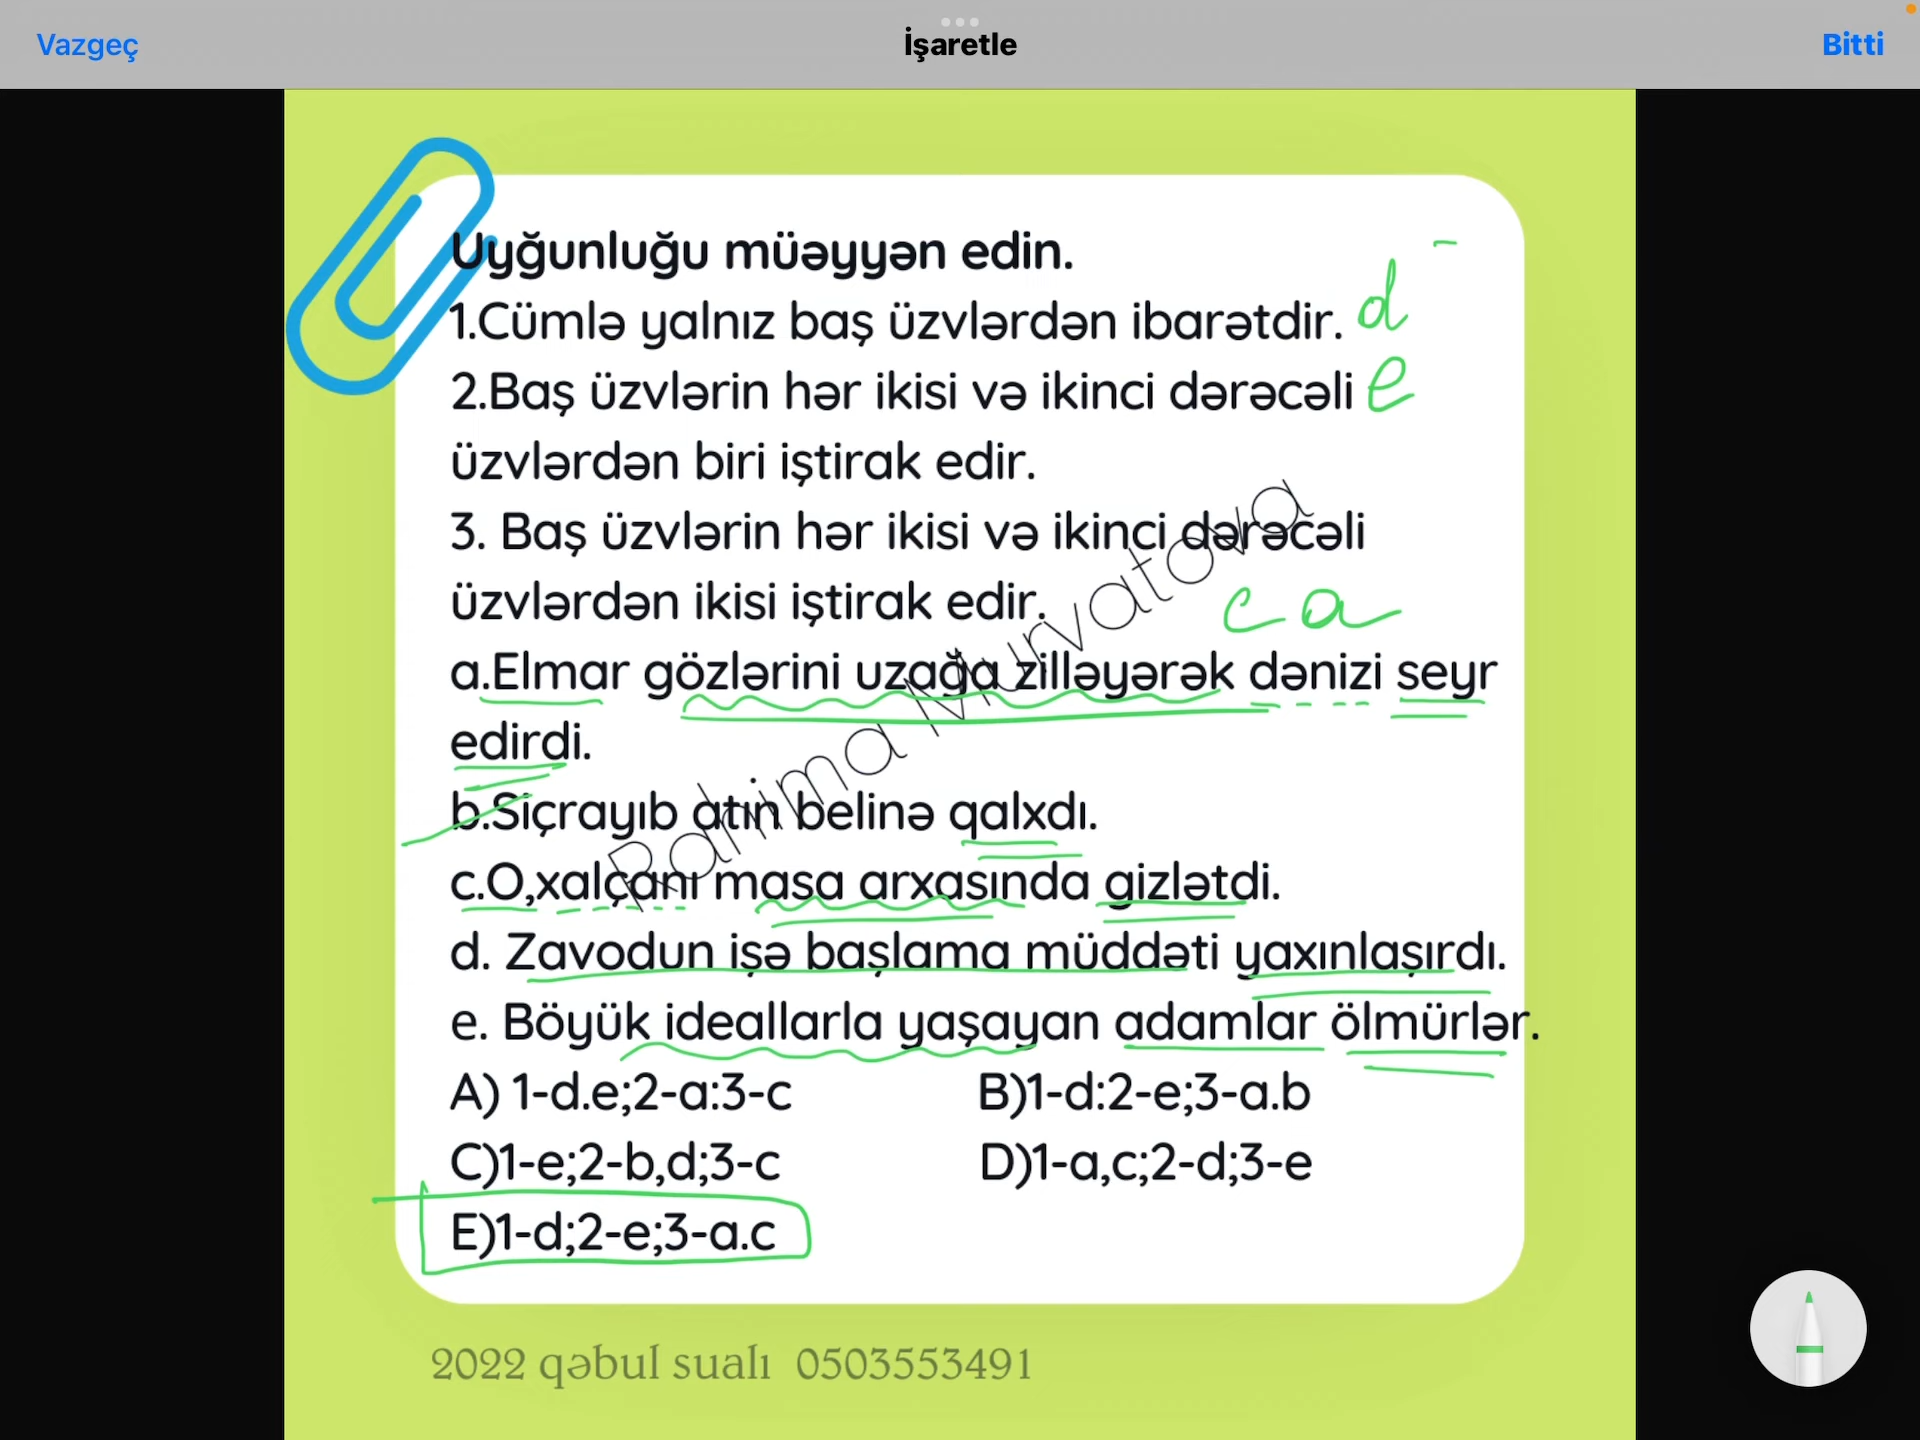 Vazgeç
İşaretle
Bitti
Uyğunluğu müəyyən edin.
1.Cümlə yalnız baş üzvlərdən ibarətdir. d
2.Baş üzvlərin hər ikisi və ikinci dərəcəli e
üzvlərdən biri iştirak edir.
3. Baş üzvlərin hər ikisi və ikinci dərəcəli
üzvlərdən ikisi iştirak edir. c a
a.Elmar gözlərini uzağa zilləyərək dənizi seyr
edirdi.
b.Siçrayıb atın belinə qalxdı.
c.O,xalçanı masa arxasında gizlətdi.
d. Zavodun işə başlama müddəti yaxınlaşırdı.
e. Böyük ideallarla yaşayan adamlar ölmürlər.
A) 1-d.e;2-a:3-c B)1-d:2-e;3-a.b
C)1-e;2-b,d;3-c D)1-a,c;2-d;3-e
E)1-d;2-e;3-a.c
Rahima Murvatova
2022 qəbul sualı 0503553491